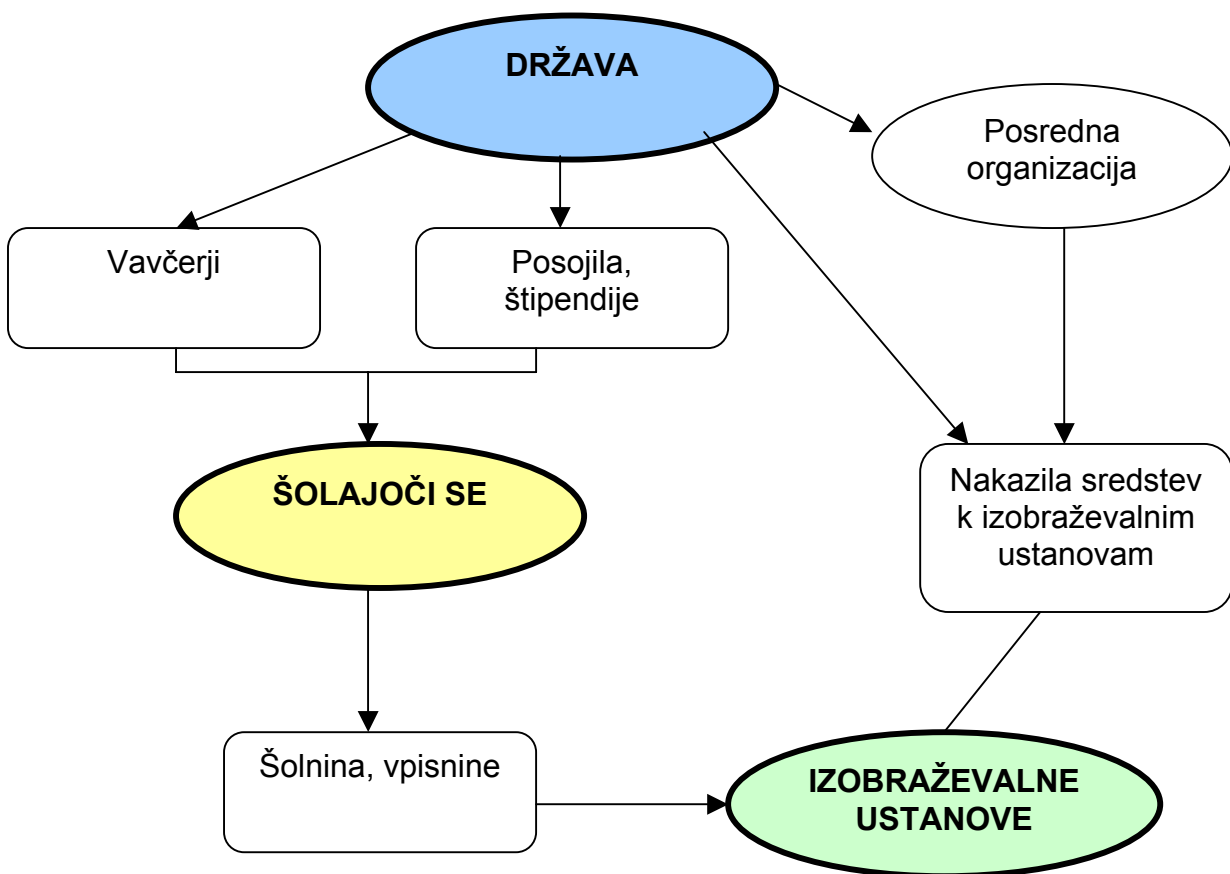 DRŽAVA
Posredna
organizacija
Vavčerji
Posojila,
štipendije
ŠOLAJOČI SE
Nakazila sredstev
k izobraževalnim
ustanovam
Šolnina, vpisnine
IZOBRAŽEVALNE
USTANOVE